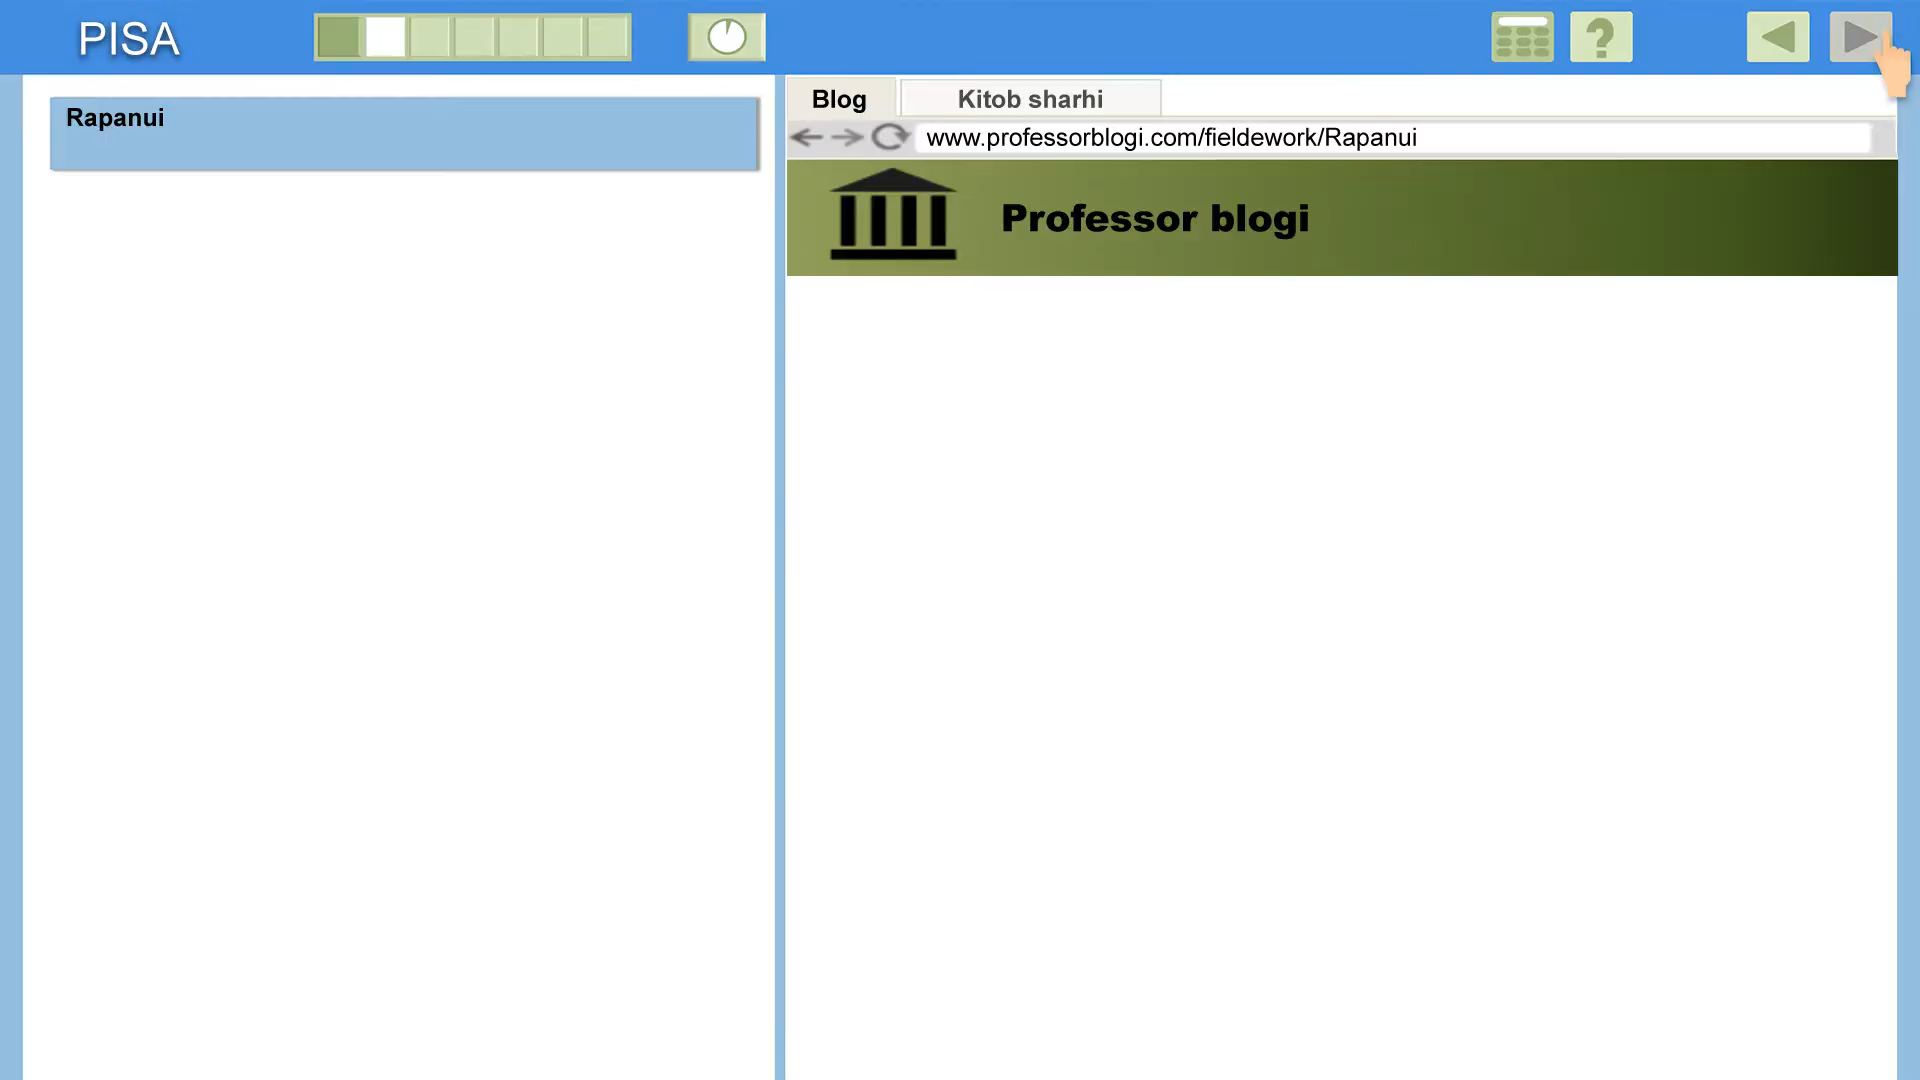 PISA
Rapanui
Blog
Kitob sharhi
www.professorblogi.com/fieldework/Rapanui
Professor blogi